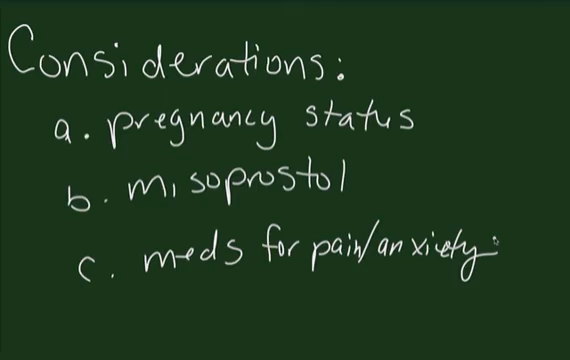 Considerations:
a. pregnancy status
b. misoprostol
c. meds for pain/anxiety